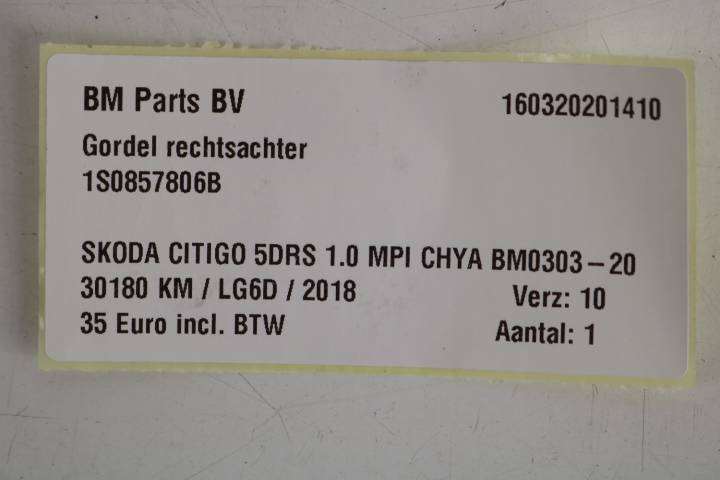 BM Parts BV 160320201410
Gordel rechtsachter
1S0857806B
SKODA CITIGO 5DRS 1.0 MPI CHYA BM0303-20
30180 KM / LG6D / 2018 Verz: 10
35 Euro incl. BTW Aantal: 1